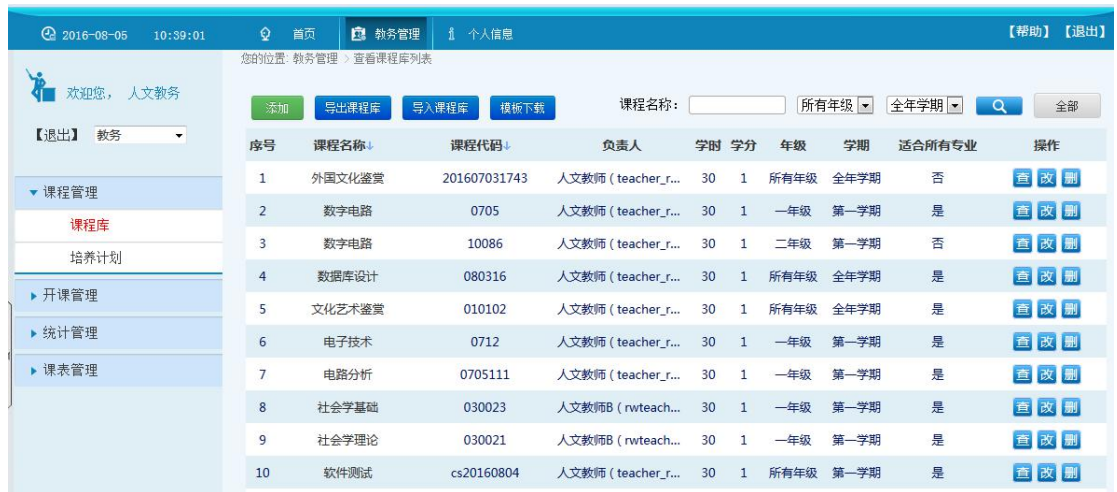 2016-08-05 10:39:01 首页 教务管理 个人信息 【帮助】 【退出】
您的位置: 教务管理 > 查看课程库列表
欢迎您, 人文教务
【退出】 教务
课程管理
课程库
培养计划
开课管理
统计管理
课表管理
添加 导出课程库 导入课程库 模板下载 课程名称: 所有年级 全年学期 全部
序号 课程名称↓ 课程代码↓ 负责人 学时 学分 年级 学期 适合所有专业 操作
1 外国文化鉴赏 201607031743 人文教师 ( teacher_r... 30 1 所有年级 全年学期 否 查 改 删
2 数字电路 0705 人文教师 ( teacher_r... 30 1 一年级 第一学期 是 查 改 删
3 数字电路 10086 人文教师 ( teacher_r... 30 1 二年级 第一学期 否 查 改 删
4 数据库设计 080316 人文教师 ( teacher_r... 30 1 所有年级 全年学期 是 查 改 删
5 文化艺术鉴赏 010102 人文教师 ( teacher_r... 30 1 所有年级 全年学期 是 查 改 删
6 电子技术 0712 人文教师 ( teacher_r... 30 1 一年级 第一学期 是 查 改 删
7 电路分析 0705111 人文教师 ( teacher_r... 30 1 一年级 第一学期 是 查 改 删
8 社会学基础 030023 人文教师B ( rwteach... 30 1 一年级 第一学期 是 查 改 删
9 社会学理论 030021 人文教师B ( rwteach... 30 1 一年级 第一学期 是 查 改 删
10 软件测试 cs20160804 人文教师 ( teacher_r... 30 1 所有年级 第一学期 是 查 改 删